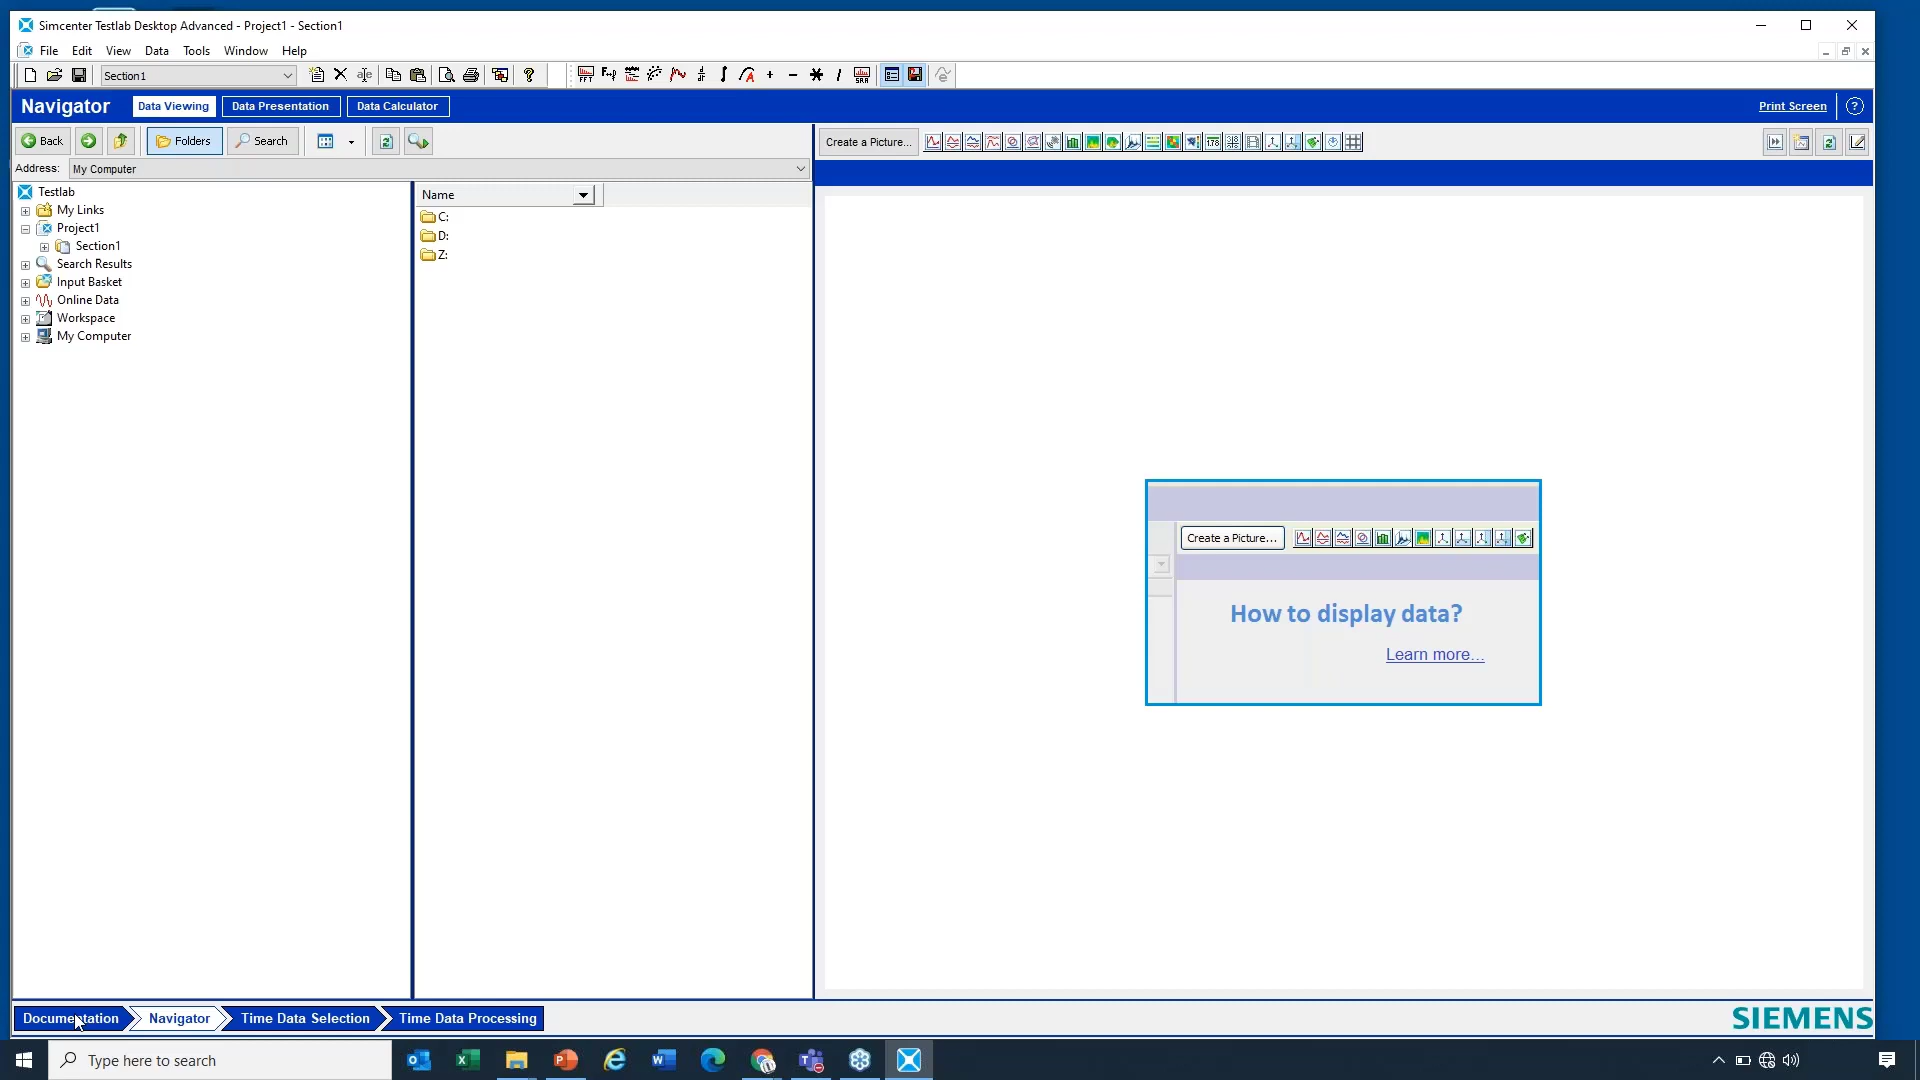 Simcenter Testlab Desktop Advanced - Project1 - Section1
File Edit View Data Tools Window Help
Section1
Navigator Data Viewing Data Presentation Data Calculator Print Screen
Back Folders Search Create a Picture...
Address: My Computer
Testlab
My Links
Project1
Section1
Search Results
Input Basket
Online Data
Workspace
My Computer
Name
C:
D:
Z:
Create a Picture...
How to display data?
Learn more...
Documentation Navigator Time Data Selection Time Data Processing SIEMENS
Type here to search